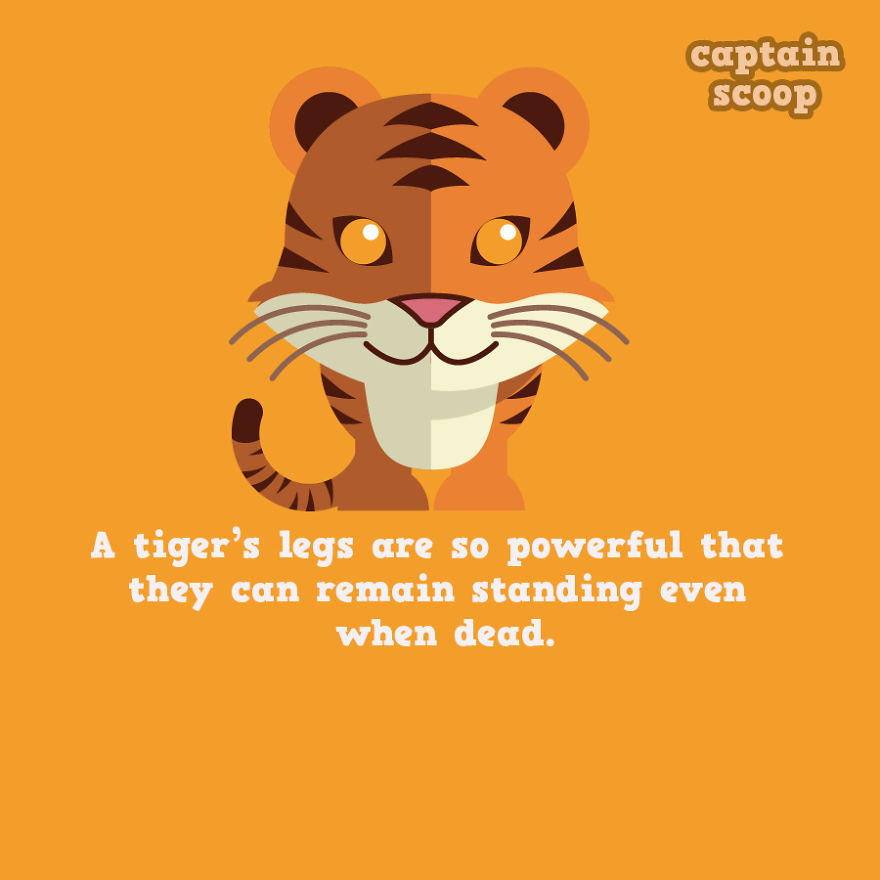 captain
scoop
A tiger’s legs are so powerful that
they can remain standing even
when dead.